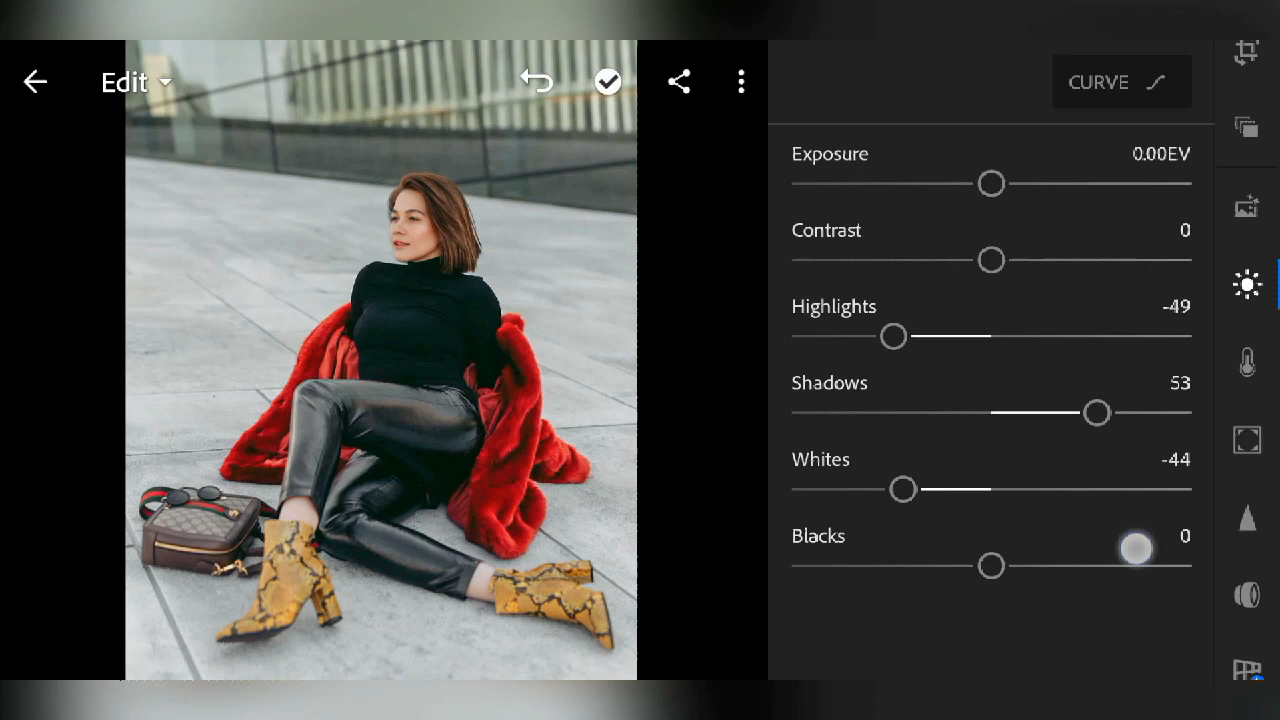 Edit
CURVE
Exposure 0.00EV
Contrast 0
Highlights -49
Shadows 53
Whites -44
Blacks 0